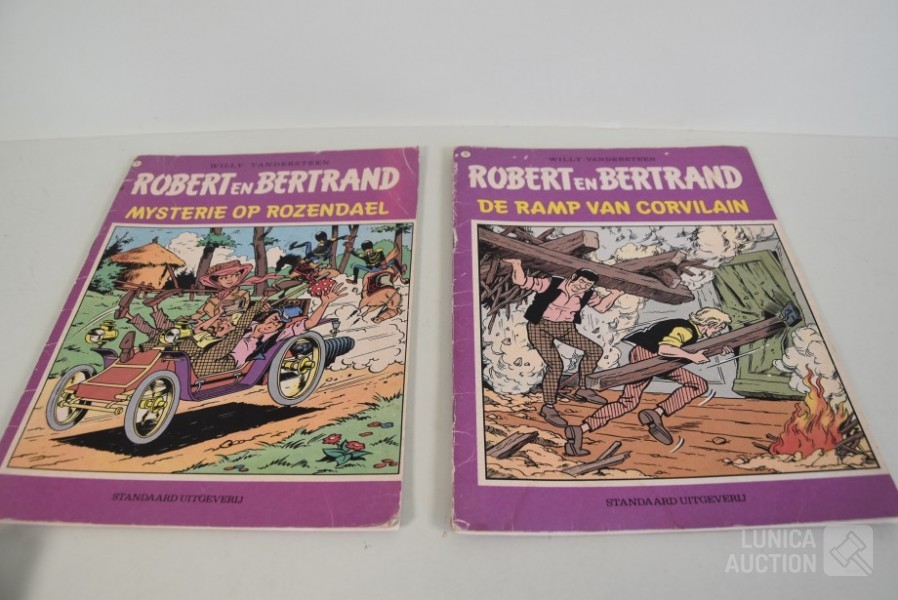 WILLY VANDERSTEEN
ROBERT EN BERTRAND
MYSTERIE OP ROZENDAEL
STANDAARD UITGEVERIJ
WILLY VANDERSTEEN
ROBERT EN BERTRAND
DE RAMP VAN CORVILAIN
STANDAARD UITGEVERIJ
LUNICA
AUCTION